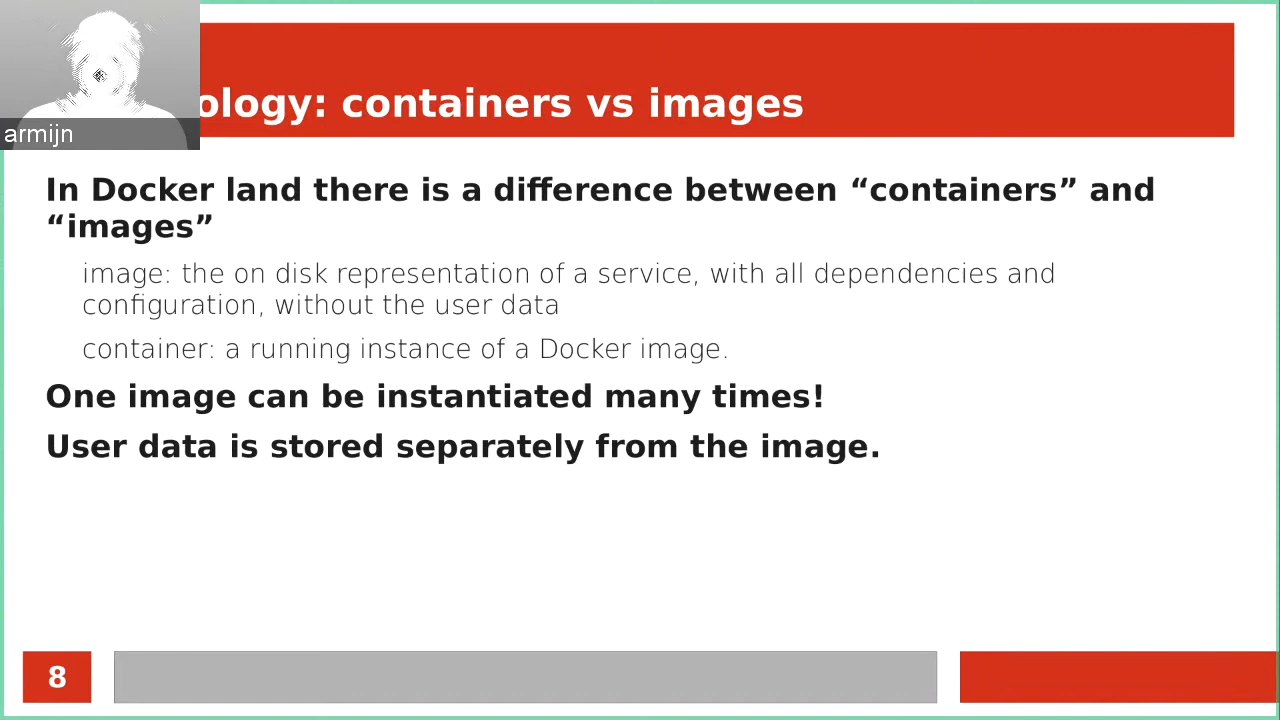 armijn
ology: containers vs images
In Docker land there is a difference between “containers” and
“images”
image: the on disk representation of a service, with all dependencies and
configuration, without the user data
container: a running instance of a Docker image.
One image can be instantiated many times!
User data is stored separately from the image.
8